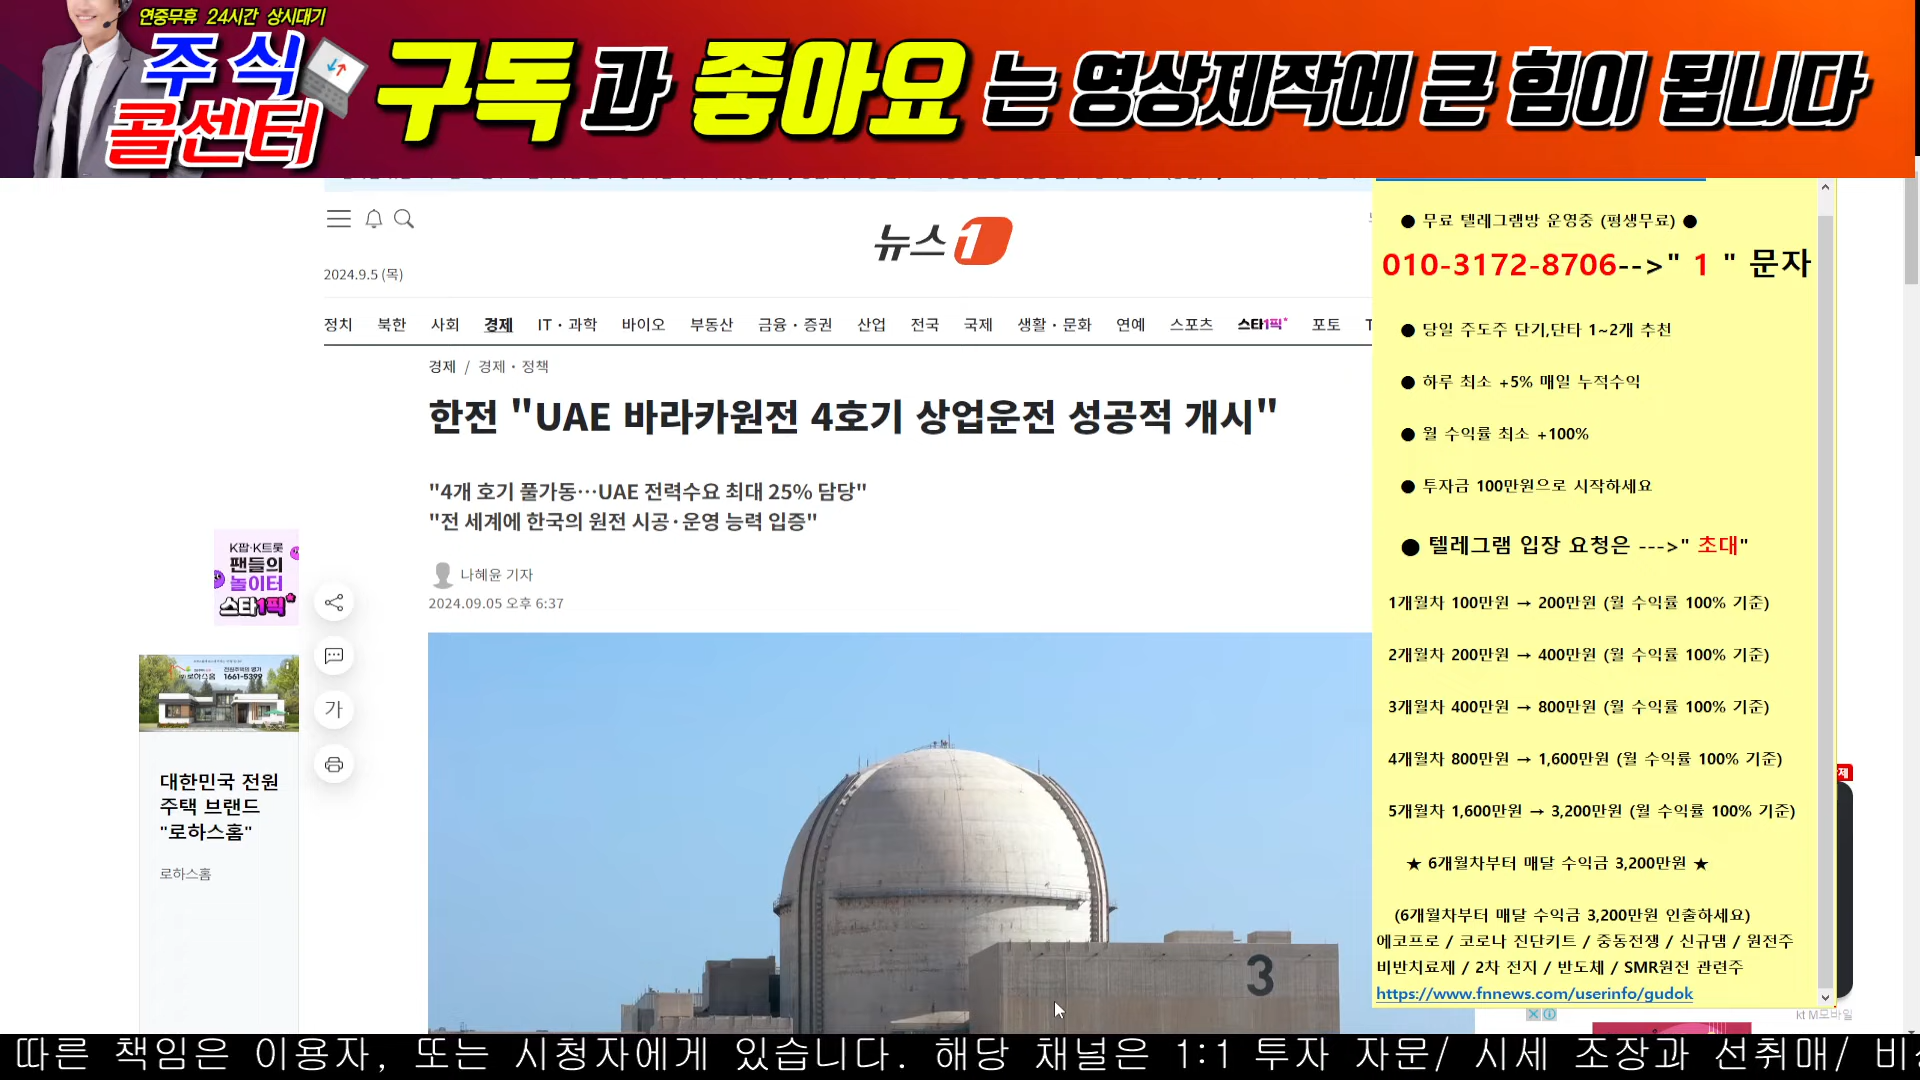 연중무휴 24시간 상시대기
주식
콜센터
구독과 좋아요는 영상제작에 큰 힘이 됩니다
뉴스1
2024.9.5 (목)
정치 북한 사회 경제 IT・과학 바이오 부동산 금융・증권 산업 전국 국제 생활・문화 연예 스포츠 스타1픽* 포토
경제 / 경제・정책
한전 "UAE 바라카원전 4호기 상업운전 성공적 개시"
"4개 호기 풀가동…UAE 전력수요 최대 25% 담당"
"전 세계에 한국의 원전 시공·운영 능력 입증"
나혜윤 기자
2024.09.05 오후 6:37
K팝·K트롯
팬들의
놀이터
스타1픽*
가
로하스홈
1661-5399
대한민국 전원
주택 브랜드
"로하스홈"
로하스홈
3
● 무료 텔레그램방 운영중 (평생무료) ●
010-3172-8706-->" 1 " 문자
● 당일 주도주 단기,단타 1~2개 추천
● 하루 최소 +5% 매일 누적수익
● 월 수익률 최소 +100%
● 투자금 100만원으로 시작하세요
● 텔레그램 입장 요청은 --->" 초대"
1개월차 100만원 → 200만원 (월 수익률 100% 기준)
2개월차 200만원 → 400만원 (월 수익률 100% 기준)
3개월차 400만원 → 800만원 (월 수익률 100% 기준)
4개월차 800만원 → 1,600만원 (월 수익률 100% 기준)
5개월차 1,600만원 → 3,200만원 (월 수익률 100% 기준)
★ 6개월차부터 매달 수익금 3,200만원 ★
(6개월차부터 매달 수익금 3,200만원 인출하세요)
에코프로 / 코로나 진단키트 / 중동전쟁 / 신규댐 / 원전주
비반치료제 / 2차 전지 / 반도체 / SMR원전 관련주
https://www.fnnews.com/userinfo/gudok
kt M모바일
따른 책임은 이용자, 또는 시청자에게 있습니다. 해당 채널은 1:1 투자 자문/ 시세 조장과 선취매/